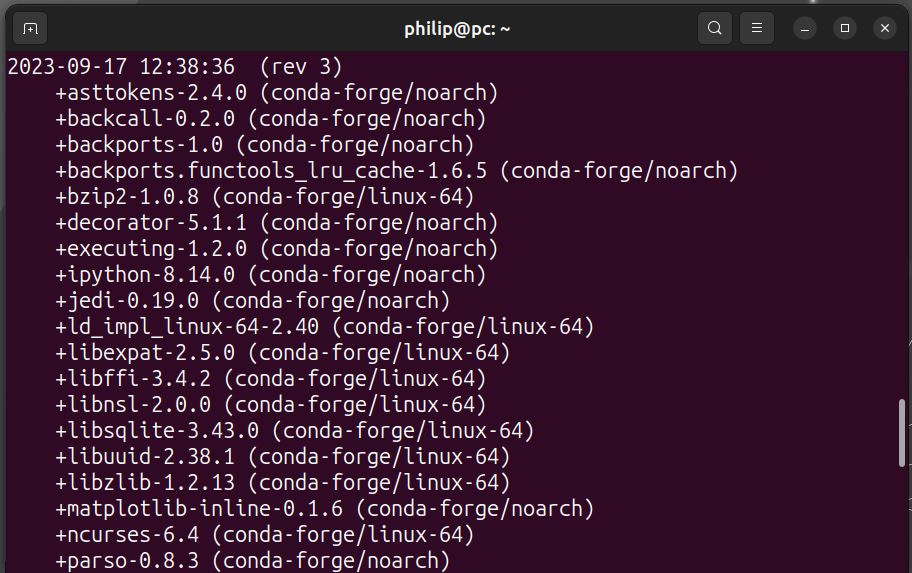 philip@pc: ~
2023-09-17 12:38:36  (rev 3)
    +asttokens-2.4.0 (conda-forge/noarch)
    +backcall-0.2.0 (conda-forge/noarch)
    +backports-1.0 (conda-forge/noarch)
    +backports.functools_lru_cache-1.6.5 (conda-forge/noarch)
    +bzip2-1.0.8 (conda-forge/linux-64)
    +decorator-5.1.1 (conda-forge/noarch)
    +executing-1.2.0 (conda-forge/noarch)
    +ipython-8.14.0 (conda-forge/noarch)
    +jedi-0.19.0 (conda-forge/noarch)
    +ld_impl_linux-64-2.40 (conda-forge/linux-64)
    +libexpat-2.5.0 (conda-forge/linux-64)
    +libffi-3.4.2 (conda-forge/linux-64)
    +libnsl-2.0.0 (conda-forge/linux-64)
    +libsqlite-3.43.0 (conda-forge/linux-64)
    +libuuid-2.38.1 (conda-forge/linux-64)
    +libzlib-1.2.13 (conda-forge/linux-64)
    +matplotlib-inline-0.1.6 (conda-forge/noarch)
    +ncurses-6.4 (conda-forge/linux-64)
    +parso-0.8.3 (conda-forge/noarch)